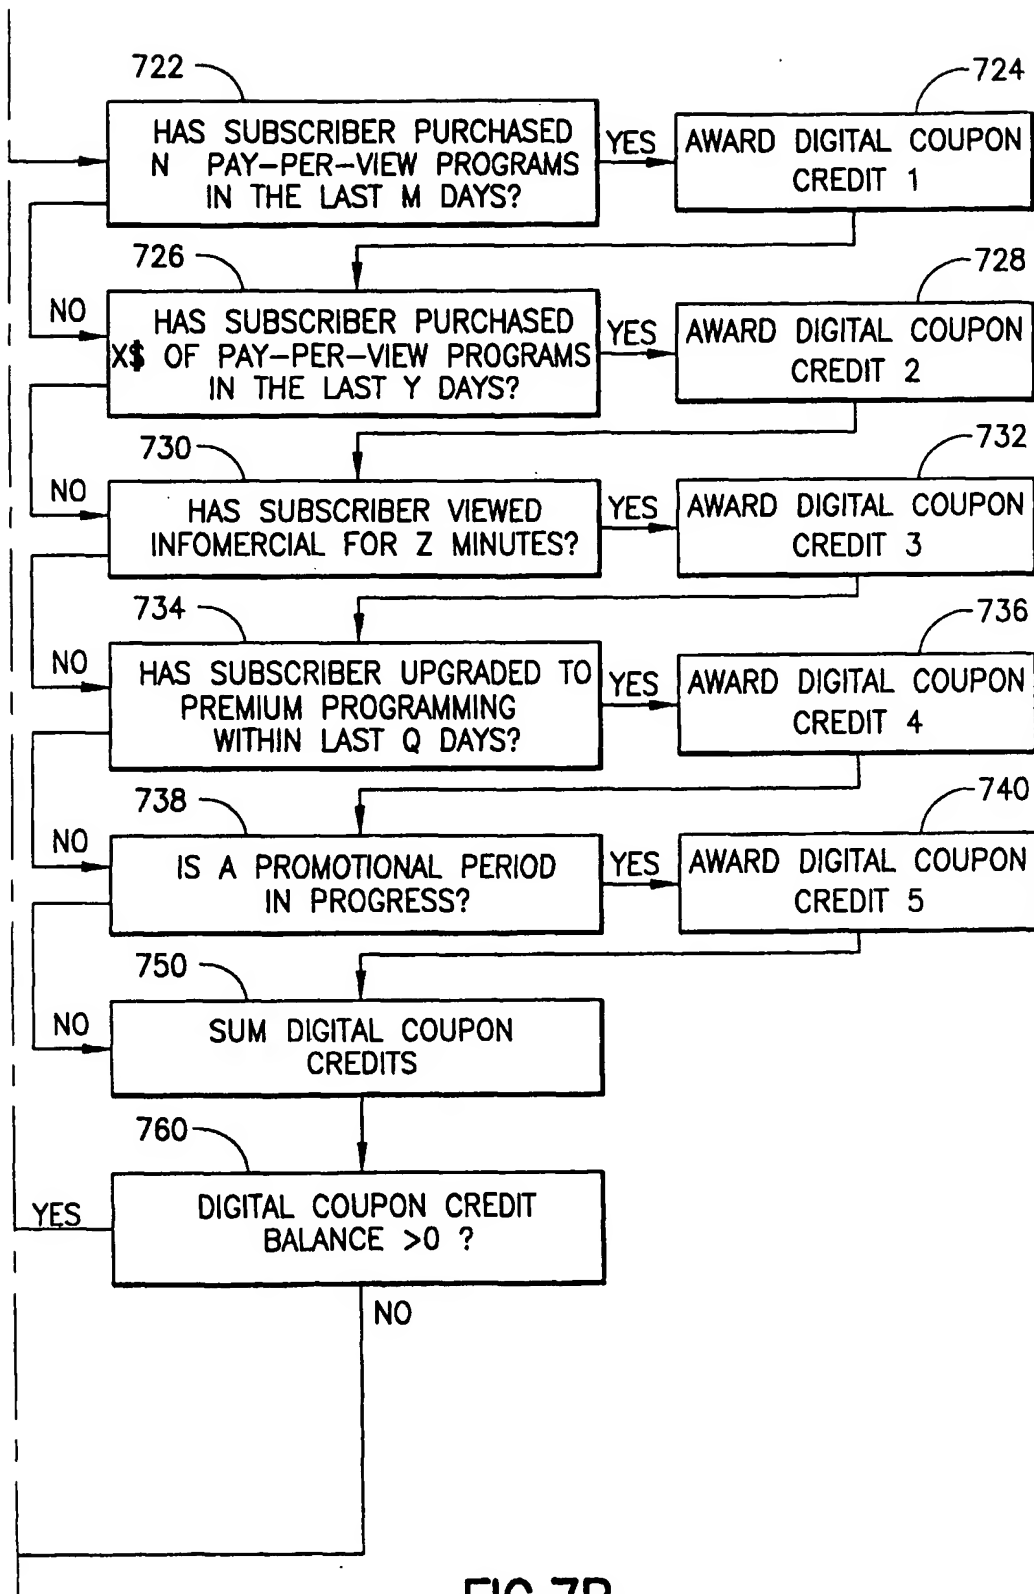 722
724
HAS SUBSCRIBER PURCHASED
N PAY-PER-VIEW PROGRAMS
IN THE LAST M DAYS?
YES
AWARD DIGITAL COUPON
CREDIT 1
726
728
NO
HAS SUBSCRIBER PURCHASED
X$ OF PAY-PER-VIEW PROGRAMS
IN THE LAST Y DAYS?
YES
AWARD DIGITAL COUPON
CREDIT 2
730
732
NO
HAS SUBSCRIBER VIEWED
INFOMERCIAL FOR Z MINUTES?
YES
AWARD DIGITAL COUPON
CREDIT 3
734
736
NO
HAS SUBSCRIBER UPGRADED TO
PREMIUM PROGRAMMING
WITHIN LAST Q DAYS?
YES
AWARD DIGITAL COUPON
CREDIT 4
738
740
NO
IS A PROMOTIONAL PERIOD
IN PROGRESS?
YES
AWARD DIGITAL COUPON
CREDIT 5
750
NO
SUM DIGITAL COUPON
CREDITS
760
YES
DIGITAL COUPON CREDIT
BALANCE >0 ?
NO